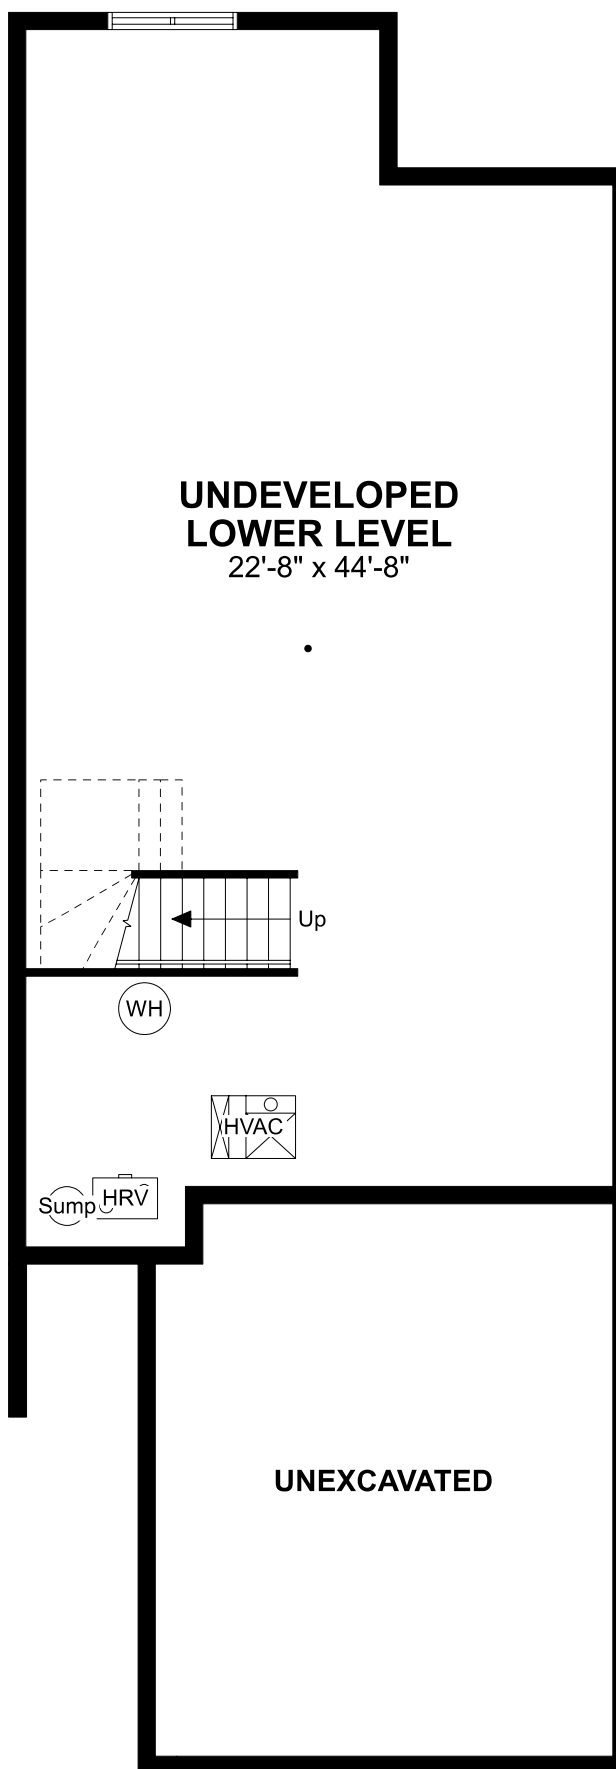 UNDEVELOPED
LOWER LEVEL
22'-8" x 44'-8"
Up
WH
HVAC
Sump
HRV
UNEXCAVATED